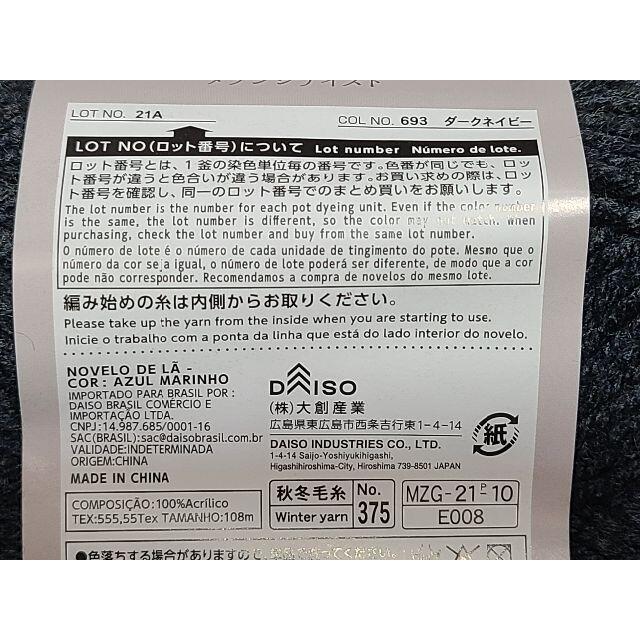 メランジテイスト
LOT NO. 21A
COL NO. 693 ダークネイビー
LOT NO(ロット番号)について Lot number Número de lote.
ロット番号とは、1釜の染色単位毎の番号です。色番が同じでも、ロッ
ト番号が違うと色合いが違う場合があります。お買い求めの際は、ロッ
ト番号を確認し、同一のロット番号でのまとめ買いをお願いします。
The lot number is the number for each pot dyeing unit. Even if the color number
is the same, the lot number is different, so the color may not match. When
purchasing, check the lot number and buy from the same lot number.
O número de lote é o número de cada unidade de tingimento do pote. Mesmo que o
número da cor seja igual, o número de lote poderá ser diferente, de modo que a cor
pode não corresponder. Recomendamos a compra de novelos do mesmo lote.
編み始めの糸は内側からお取りください。
Please take up the yarn from the inside when you are starting to use.
Inicie o trabalho com a ponta da linha que está do lado interior do novelo.
NOVELO DE LÃ -
COR: AZUL MARINHO
IMPORTADO PARA BRASIL POR:
DAISO BRASIL COMÉRCIO E
IMPORTAÇÃO LTDA.
CNPJ:14.987.685/0001-16
SAC(BRASIL):sac@daisobrasil.com.br
VALIDADE:INDETERMINADA
ORIGEM:CHINA
MADE IN CHINA
DAISO
(株)大創産業
広島県東広島市西条吉行東1-4-14
DAISO INDUSTRIES CO., LTD.
1-4-14 Saijo-Yoshiyukihigashi,
Higashihiroshima-City, Hiroshima 739-8501 JAPAN
紙
COMPOSIÇÃO:100%Acrílico
TEX:555,55Tex TAMANHO:108m
秋冬毛糸
Winter yarn
No.
375
MZG-21-P-10
E008
●色落ちする場合がありますので、